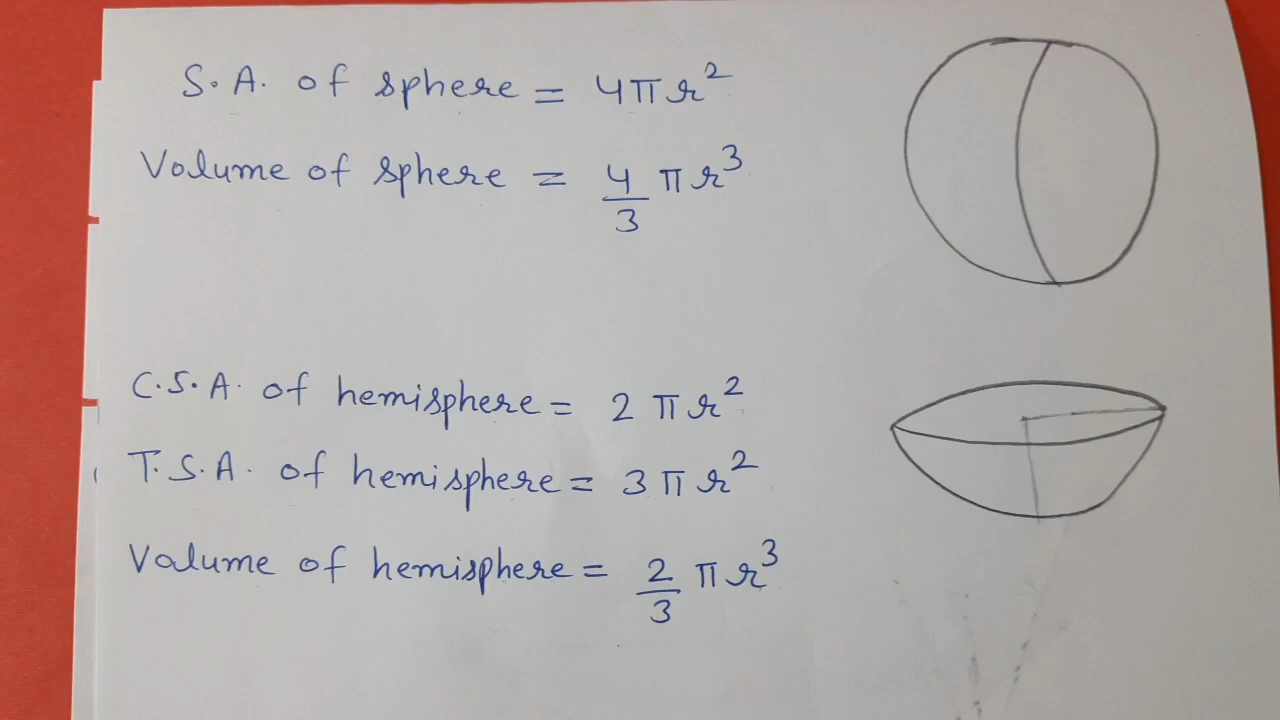 S.A. of sphere = 4πr²
Volume of sphere = 4/3 πr³
C.S.A. of hemisphere = 2πr²
T.S.A. of hemisphere = 3πr²
Valume of hemisphere = 2/3 πr³